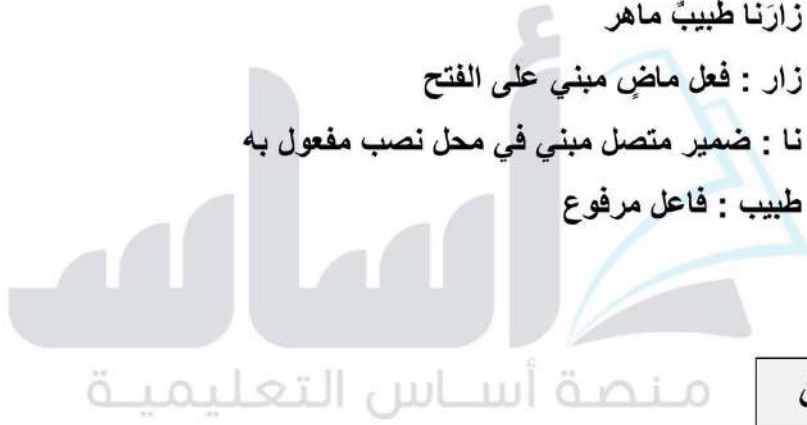 زارَنا طبيبٌ ماهر
زار : فعل ماضٍ مبني على الفتح
نا : ضمير متصل مبني في محل نصب مفعول به
طبيب : فاعل مرفوع
أساس
منصة أساس التعليمية